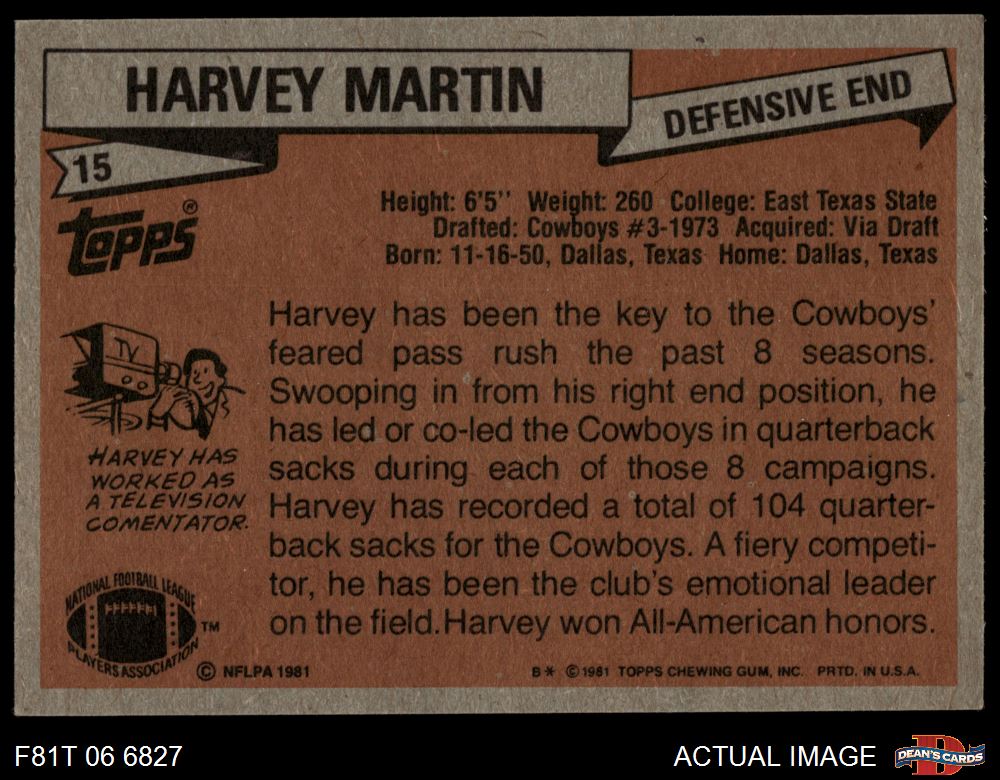 HARVEY MARTIN
DEFENSIVE END
15
Topps®
Height: 6'5'' Weight: 260 College: East Texas State
Drafted: Cowboys #3-1973 Acquired: Via Draft
Born: 11-16-50, Dallas, Texas Home: Dallas, Texas
TV
HARVEY HAS
WORKED AS
A TELEVISION
COMENTATOR.
Harvey has been the key to the Cowboys'
feared pass rush the past 8 seasons.
Swooping in from his right end position, he
has led or co-led the Cowboys in quarterback
sacks during each of those 8 campaigns.
Harvey has recorded a total of 104 quarter-
back sacks for the Cowboys. A fiery competi-
tor, he has been the club's emotional leader
on the field. Harvey won All-American honors.
NATIONAL FOOTBALL LEAGUE
PLAYERS ASSOCIATION
TM
© NFLPA 1981
B* © 1981 TOPPS CHEWING GUM, INC. PRTD. IN U.S.A.
F81T 06 6827
ACTUAL IMAGE
D
DEAN'S CARDS